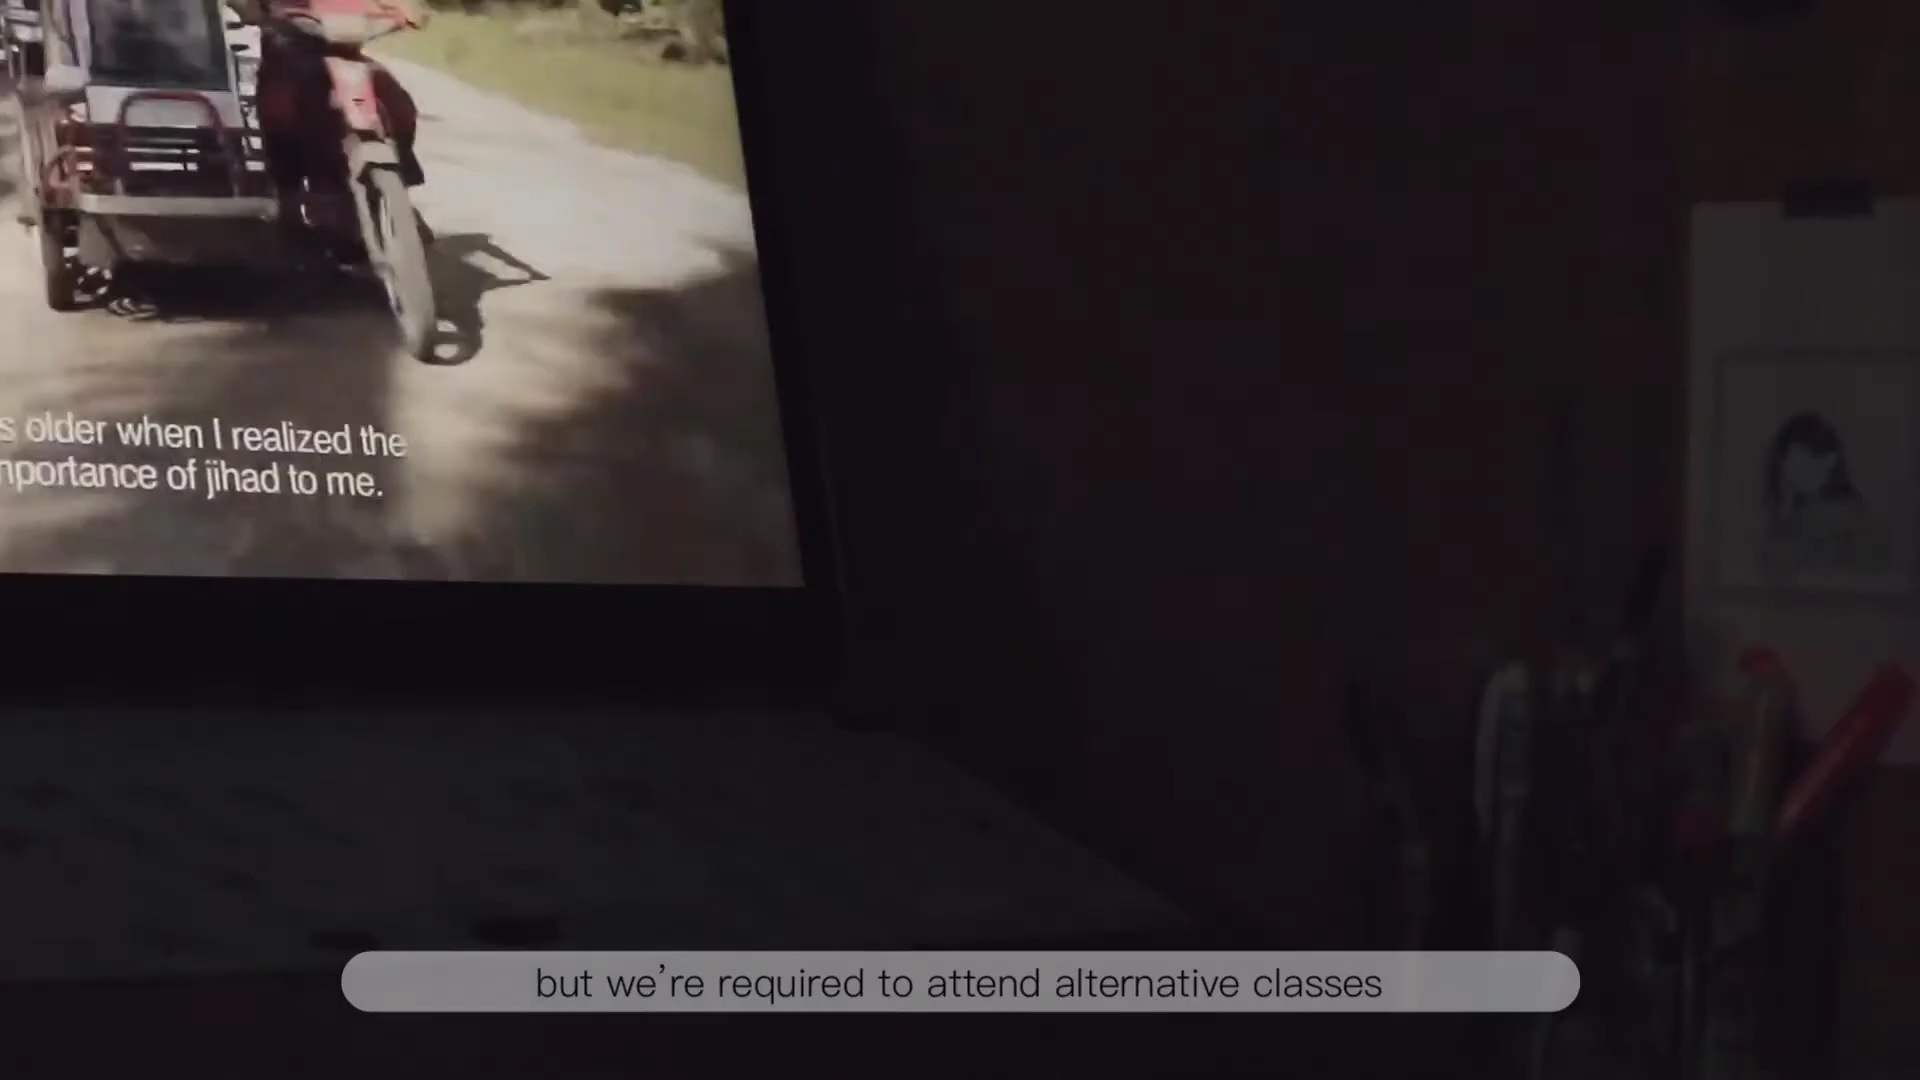 older when I realized the
of jihad to me.
but we're required to attend alternative classes